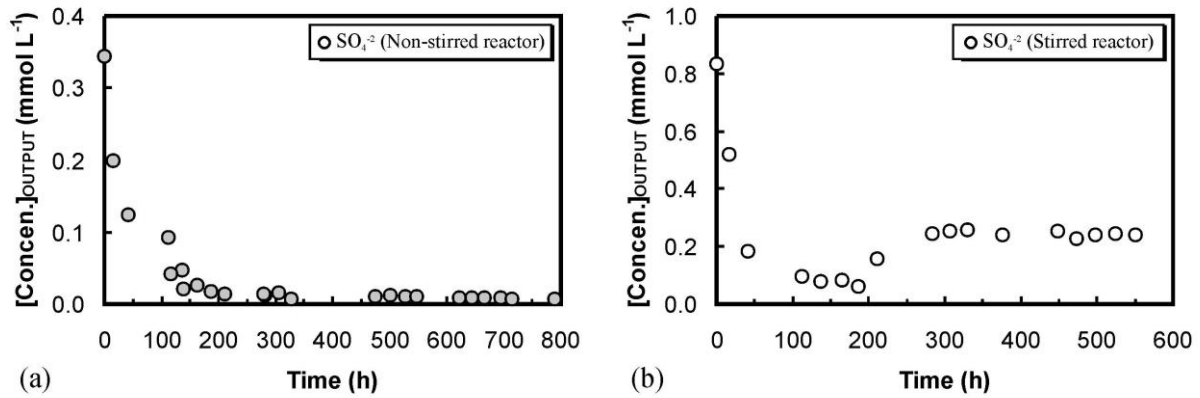 0.4
0.3
0.2
0.1
0.0
[Concen.]OUTPUT (mmol L-1)
SO4-2 (Non-stirred reactor)
0 100 200 300 400 500 600 700 800
Time (h)
(a)
1.0
0.8
0.6
0.4
0.2
0.0
[Concen.]OUTPUT (mmol L-1)
SO4-2 (Stirred reactor)
0 100 200 300 400 500 600
Time (h)
(b)